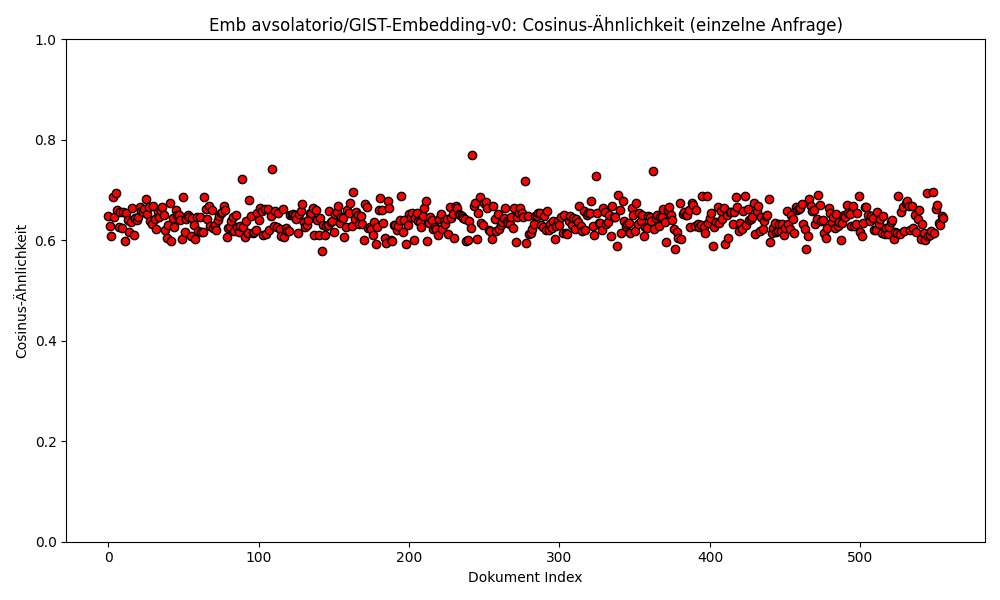 Emb avsolatorio/GIST-Embedding-v0: Cosinus-Ähnlichkeit (einzelne Anfrage)
1.0
0.8
0.6
0.4
0.2
0.0
Cosinus-Ähnlichkeit
0 100 200 300 400 500
Dokument Index